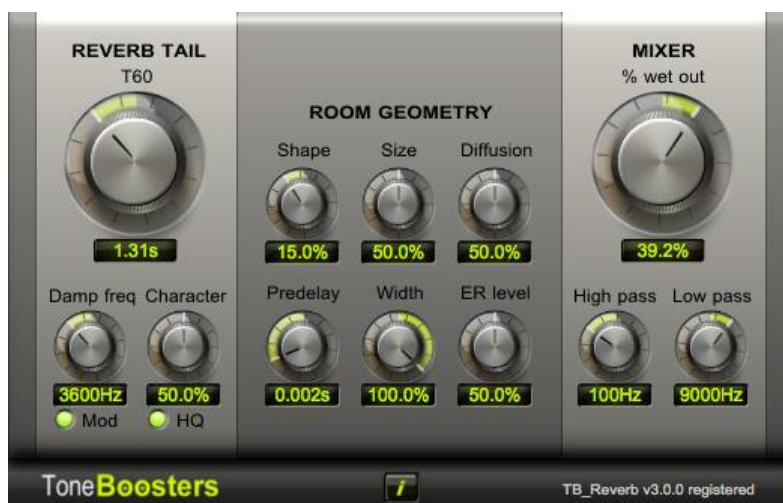 REVERB TAIL
T60
1.31s
Damp freq Character
3600Hz 50.0%
Mod HQ
ROOM GEOMETRY
Shape Size Diffusion
15.0% 50.0% 50.0%
Predelay Width ER level
0.002s 100.0% 50.0%
MIXER
% wet out
39.2%
High pass Low pass
100Hz 9000Hz
ToneBoosters
i
TB_Reverb v3.0.0 registered